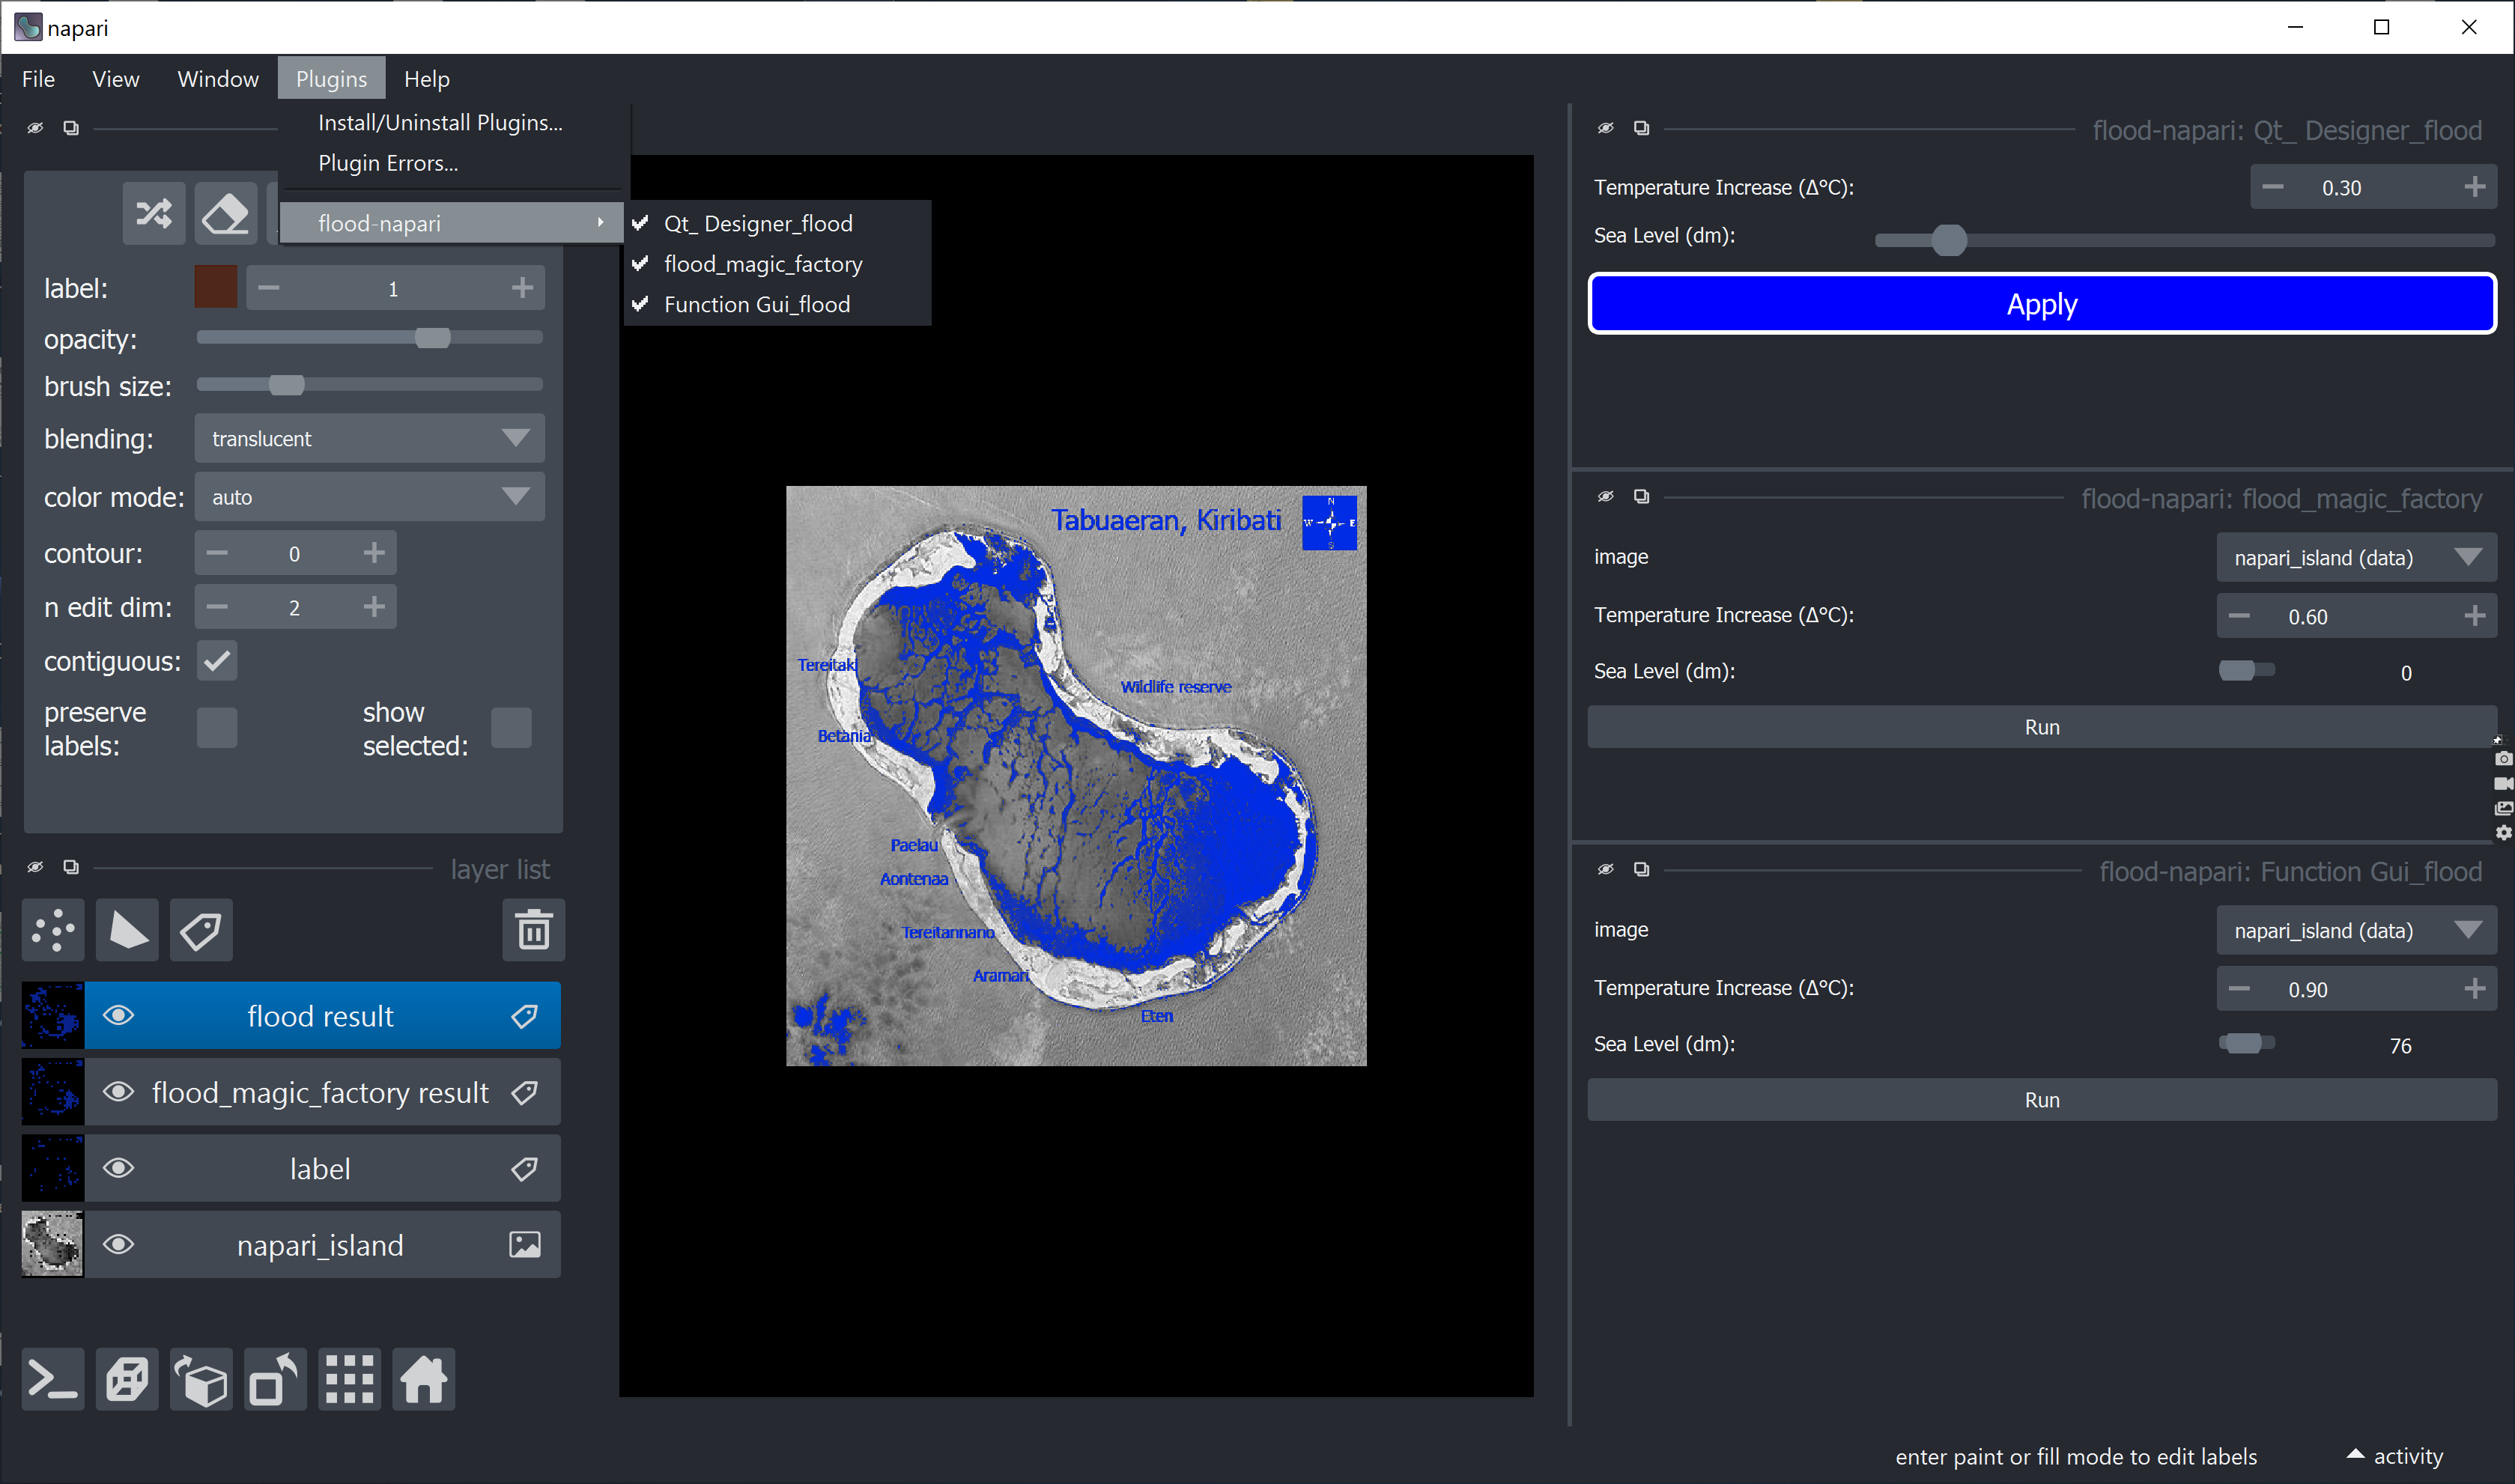 napari
File View Window Plugins Help
Install/Uninstall Plugins...
Plugin Errors...
flood-napari
Qt_ Designer_flood
flood_magic_factory
Function Gui_flood
label: 1
opacity:
brush size:
blending: translucent
color mode: auto
contour: 0
n edit dim: 2
contiguous:
preserve labels:
show selected:
layer list
flood result
flood_magic_factory result
label
napari_island
Tabuaeran, Kiribati
N
W E
S
Tereitaki
Wildlife reserve
Betania
Paelau
Aontenaa
Tereitannano
Aramari
Eten
flood-napari: Qt_ Designer_flood
Temperature Increase (Δ°C): 0.30
Sea Level (dm):
Apply
flood-napari: flood_magic_factory
image napari_island (data)
Temperature Increase (Δ°C): 0.60
Sea Level (dm): 0
Run
flood-napari: Function Gui_flood
image napari_island (data)
Temperature Increase (Δ°C): 0.90
Sea Level (dm): 76
Run
enter paint or fill mode to edit labels
activity